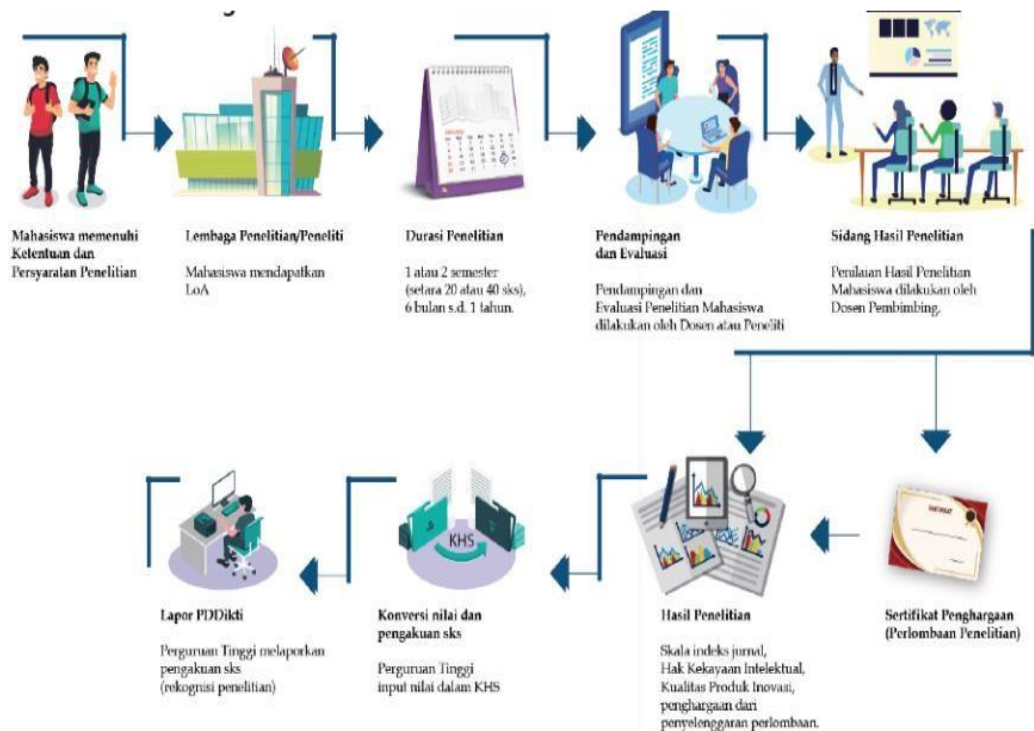 Mahasiswa memenuhi
Ketentuan dan
Persyaratan Penelitian
Lembaga Penelitian/Peneliti
Mahasiswa mendapatkan
LoA
Durasi Penelitian
1 atau 2 semester
(setara 20 atau 40 sks),
6 bulan s.d. 1 tahun.
Pendampingan
dan Evaluasi
Pendampingan dan
Evaluasi Penelitian Mahasiswa
dilakukan oleh Dosen atau Peneliti
Sidang Hasil Penelitian
Penilaian Hasil Penelitian
Mahasiswa dilakukan oleh
Dosen Pembimbing.
Lapor PDDikti
Perguruan Tinggi melaporkan
pengakuan sks
(rekognisi penelitian)
KHS
Konversi nilai dan
pengakuan sks
Perguruan Tinggi
input nilai dalam KHS
Hasil Penelitian
Skala indeks jurnal,
Hak Kekayaan Intelektual,
Kualitas Produk Inovasi,
penghargaan dari
penyelenggaran perlombaan.
Sertifikat Penghargaan
(Perlombaan Penelitian)